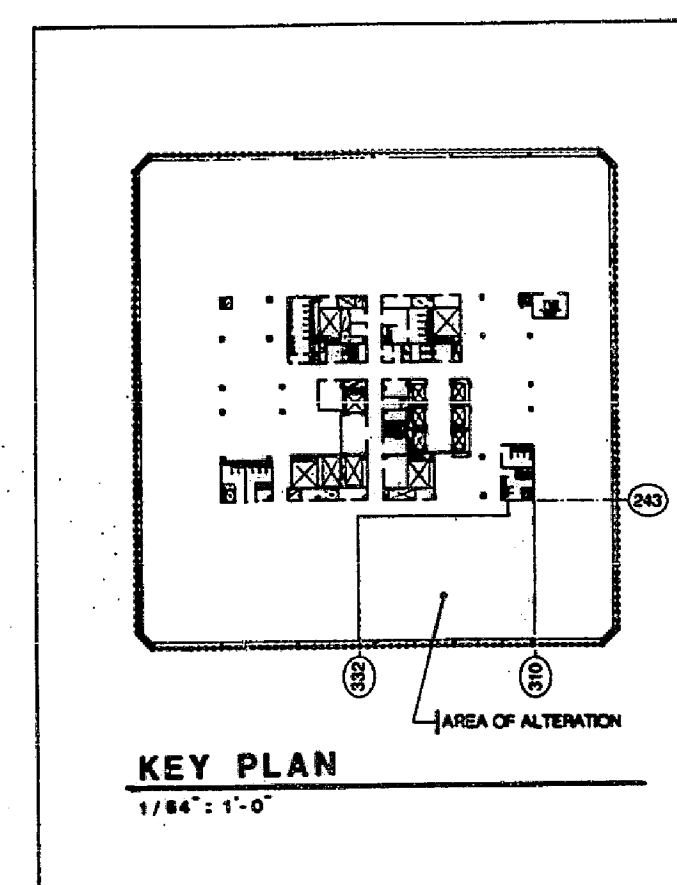 243
332
310
AREA OF ALTERATION
KEY PLAN
1/64": 1'-0"